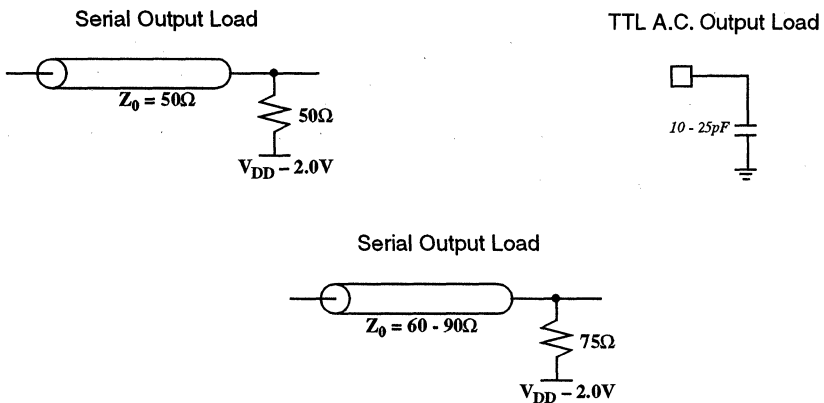 Serial Output Load
Z0 = 50Ω
50Ω
VDD – 2.0V
TTL A.C. Output Load
10 - 25pF
Serial Output Load
Z0 = 60 - 90Ω
75Ω
VDD – 2.0V